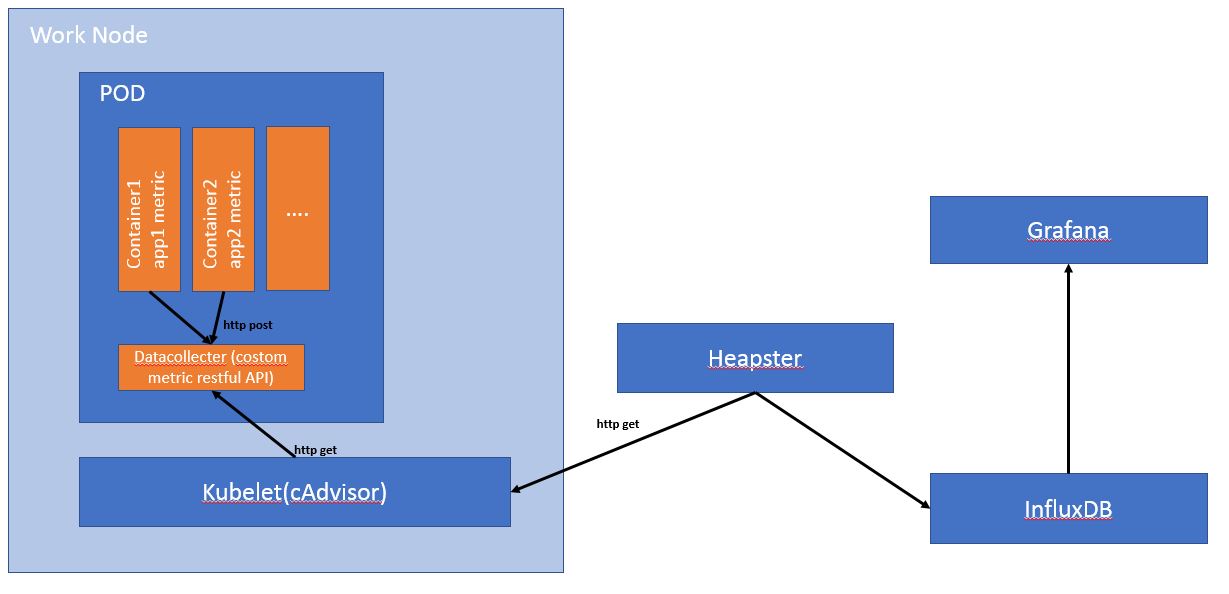 Work Node
POD
Container1
app1 metric
Container2
app2 metric
....
http post
Datacollecter (costom
metric restful API)
http get
Kubelet(cAdvisor)
Heapster
http get
Grafana
InfluxDB